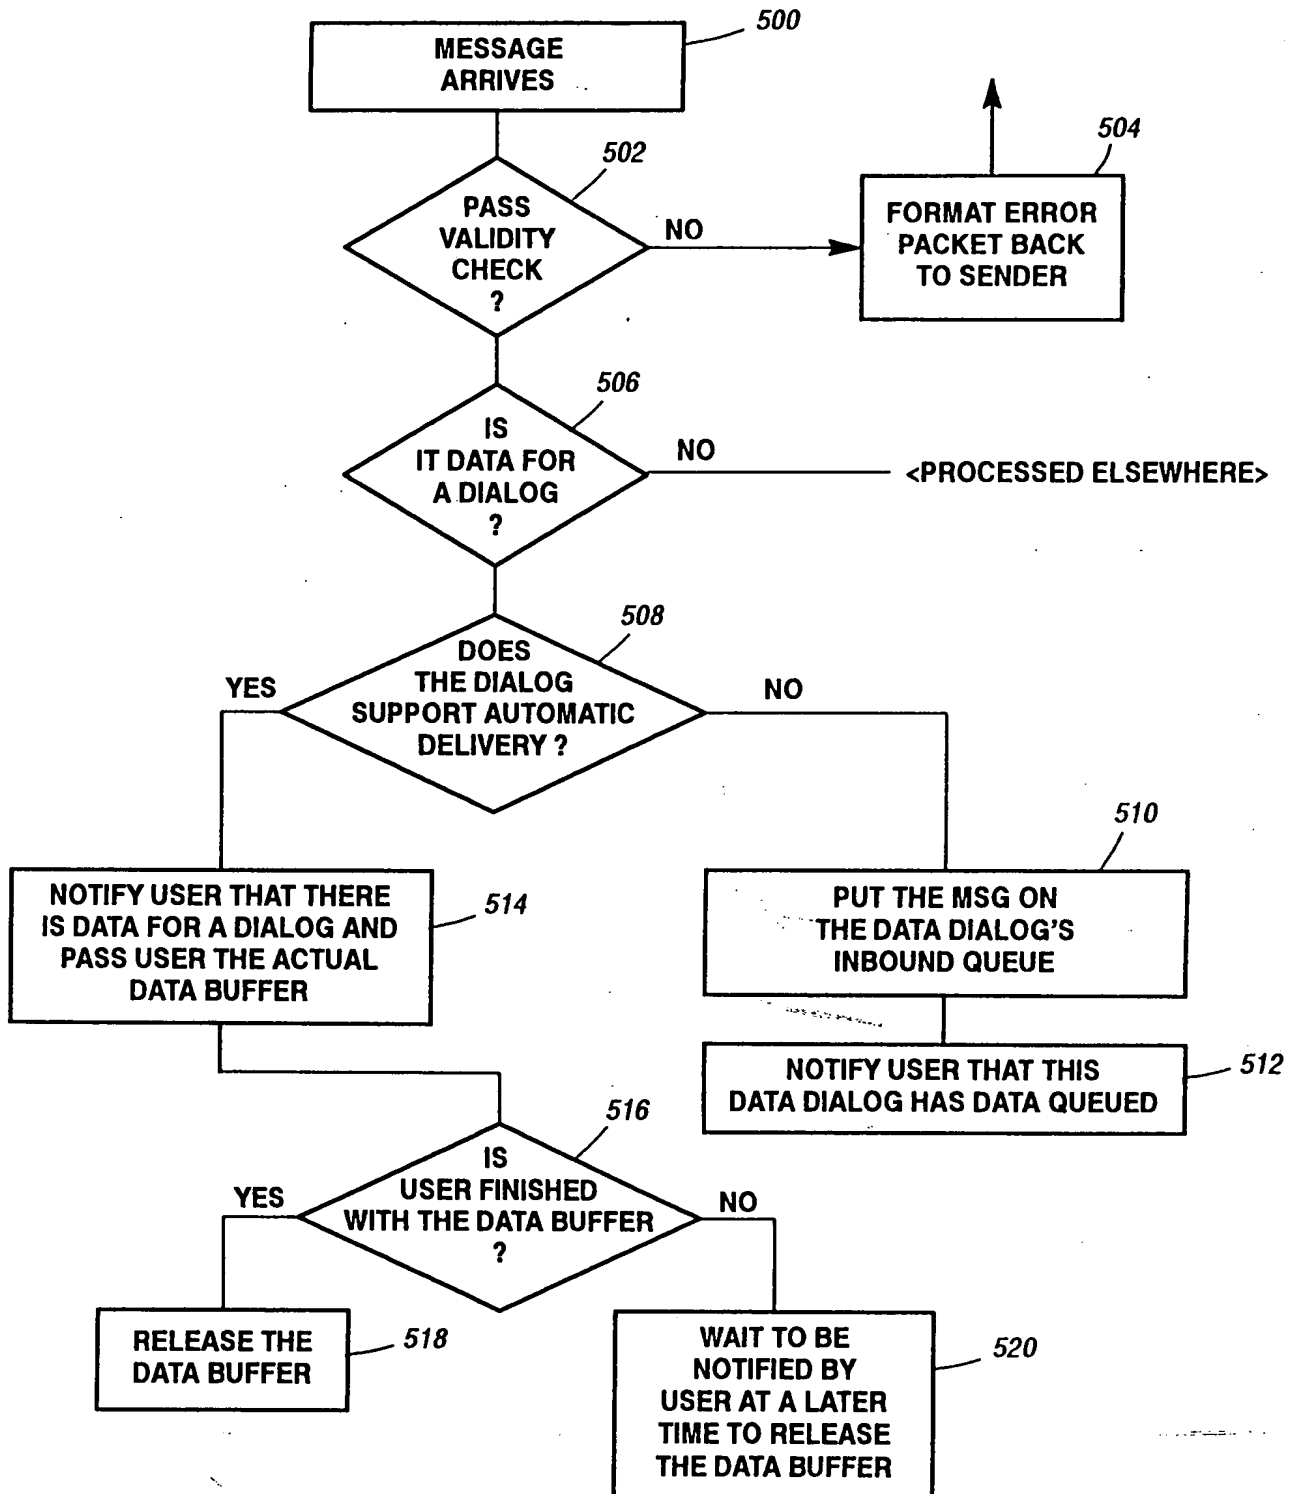 500
MESSAGE
ARRIVES
502
PASS
VALIDITY
CHECK
?
NO
504
FORMAT ERROR
PACKET BACK
TO SENDER
506
IS
IT DATA FOR
A DIALOG
?
NO
<PROCESSED ELSEWHERE>
508
DOES
THE DIALOG
SUPPORT AUTOMATIC
DELIVERY ?
YES
NO
510
PUT THE MSG ON
THE DATA DIALOG'S
INBOUND QUEUE
514
NOTIFY USER THAT THERE
IS DATA FOR A DIALOG AND
PASS USER THE ACTUAL
DATA BUFFER
512
NOTIFY USER THAT THIS
DATA DIALOG HAS DATA QUEUED
516
IS
USER FINISHED
WITH THE DATA BUFFER
?
YES
NO
RELEASE THE
DATA BUFFER
518
WAIT TO BE
NOTIFIED BY
USER AT A LATER
TIME TO RELEASE
THE DATA BUFFER
520